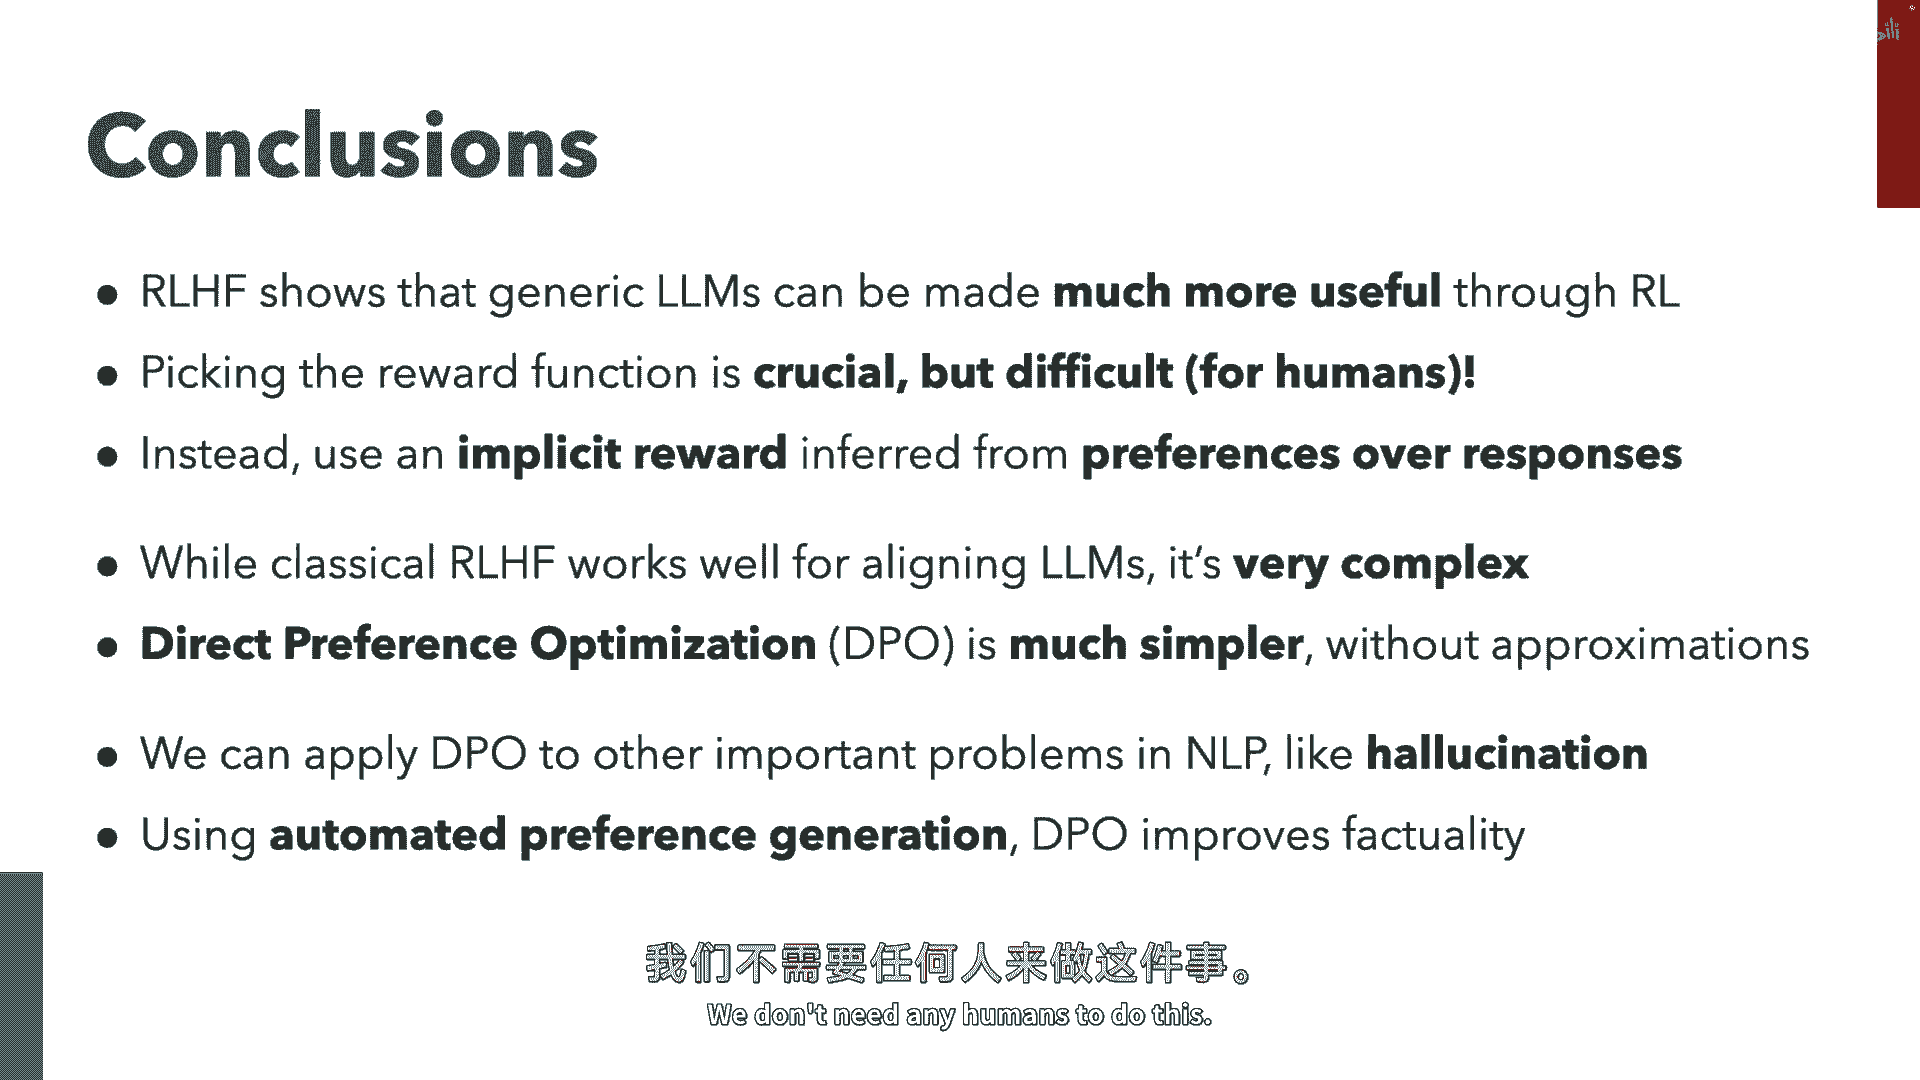 Conclusions
● RLHF shows that generic LLMs can be made much more useful through RL
● Picking the reward function is crucial, but difficult (for humans)!
● Instead, use an implicit reward inferred from preferences over responses
● While classical RLHF works well for aligning LLMs, it's very complex
● Direct Preference Optimization (DPO) is much simpler, without approximations
● We can apply DPO to other important problems in NLP, like hallucination
● Using automated preference generation, DPO improves factuality
我们不需要任何人来做这件事。
We don't need any humans to do this.